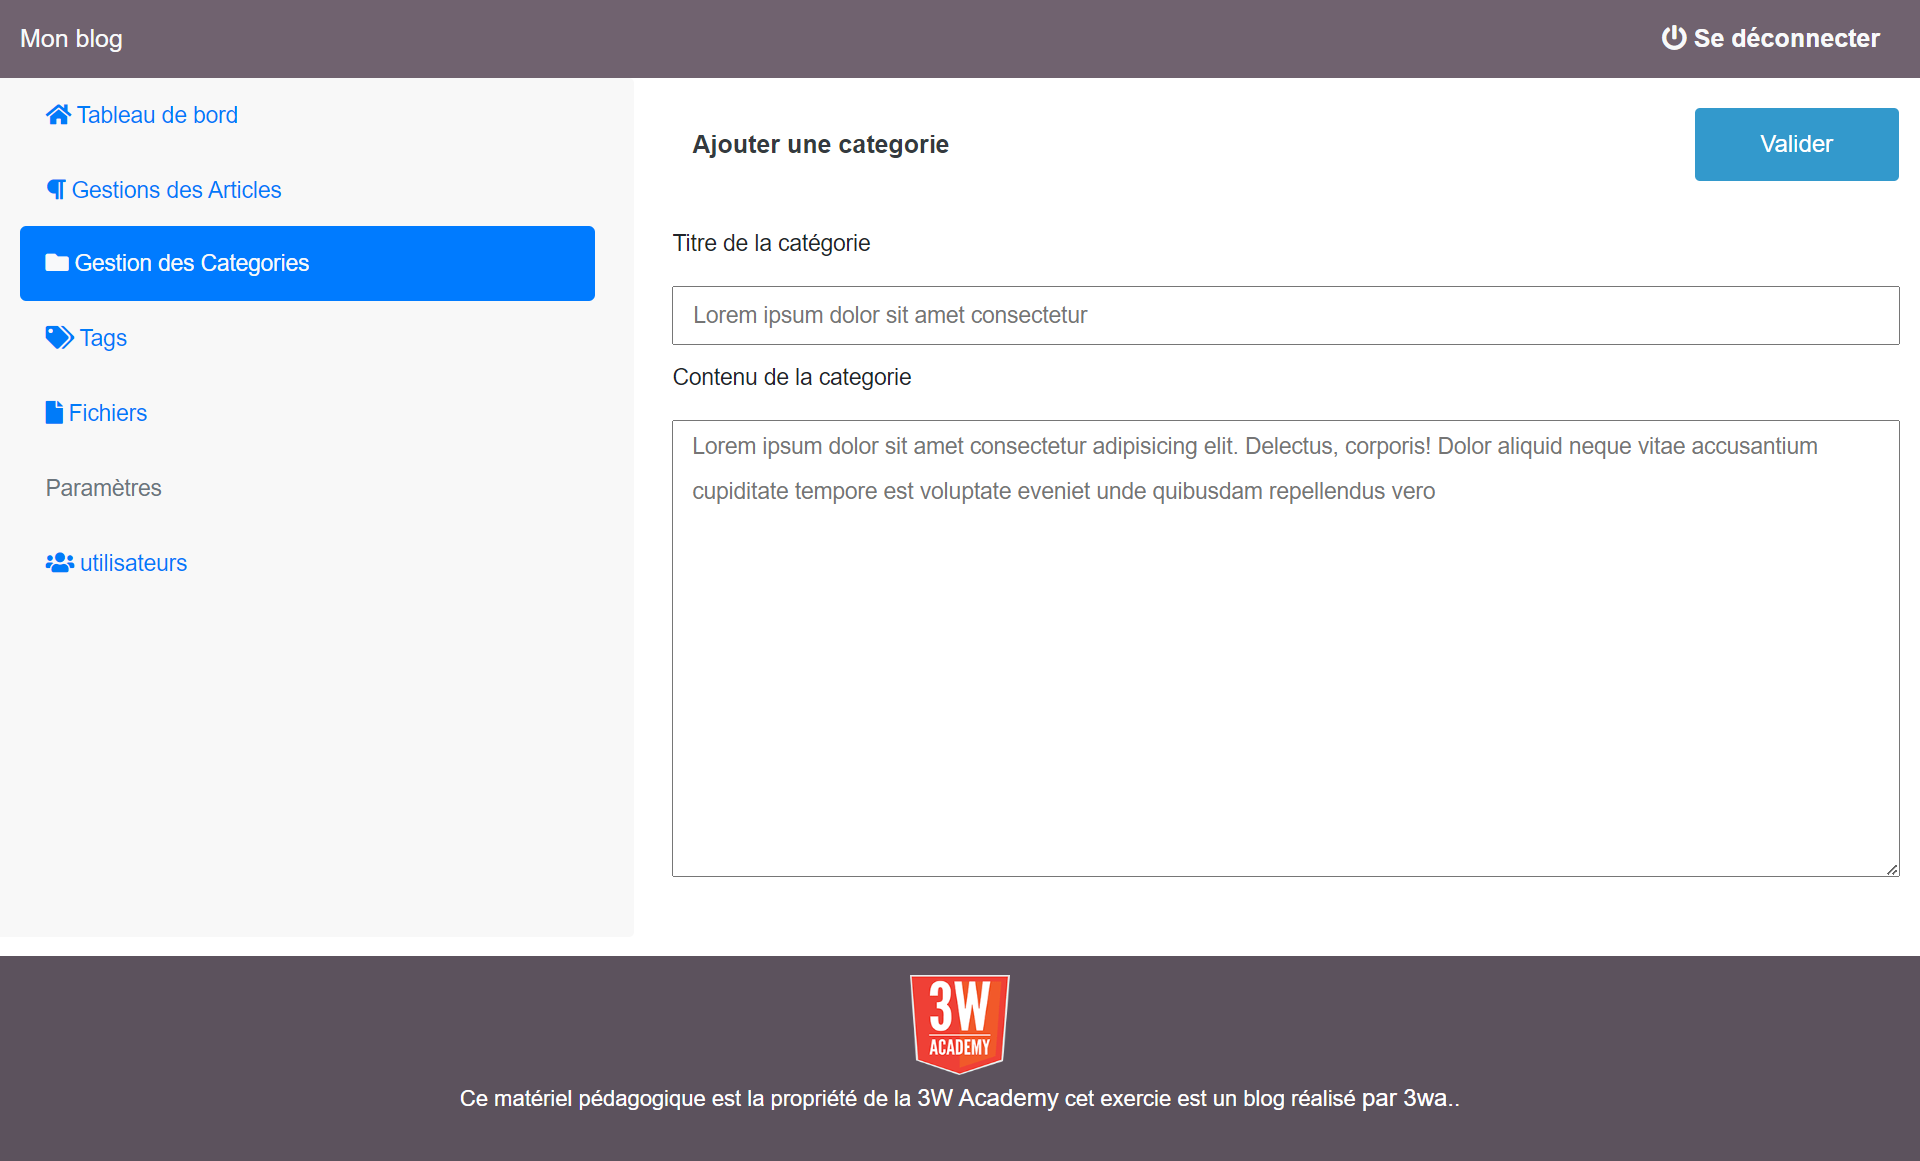 Mon blog
Se déconnecter
Tableau de bord
Gestions des Articles
Gestion des Categories
Tags
Fichiers
Paramètres
utilisateurs
Ajouter une categorie
Valider
Titre de la catégorie
Lorem ipsum dolor sit amet consectetur
Contenu de la categorie
Lorem ipsum dolor sit amet consectetur adipisicing elit. Delectus, corporis! Dolor aliquid neque vitae accusantium
cupiditate tempore est voluptate eveniet unde quibusdam repellendus vero
3W
ACADEMY
Ce matériel pédagogique est la propriété de la 3W Academy cet exercie est un blog réalisé par 3wa..